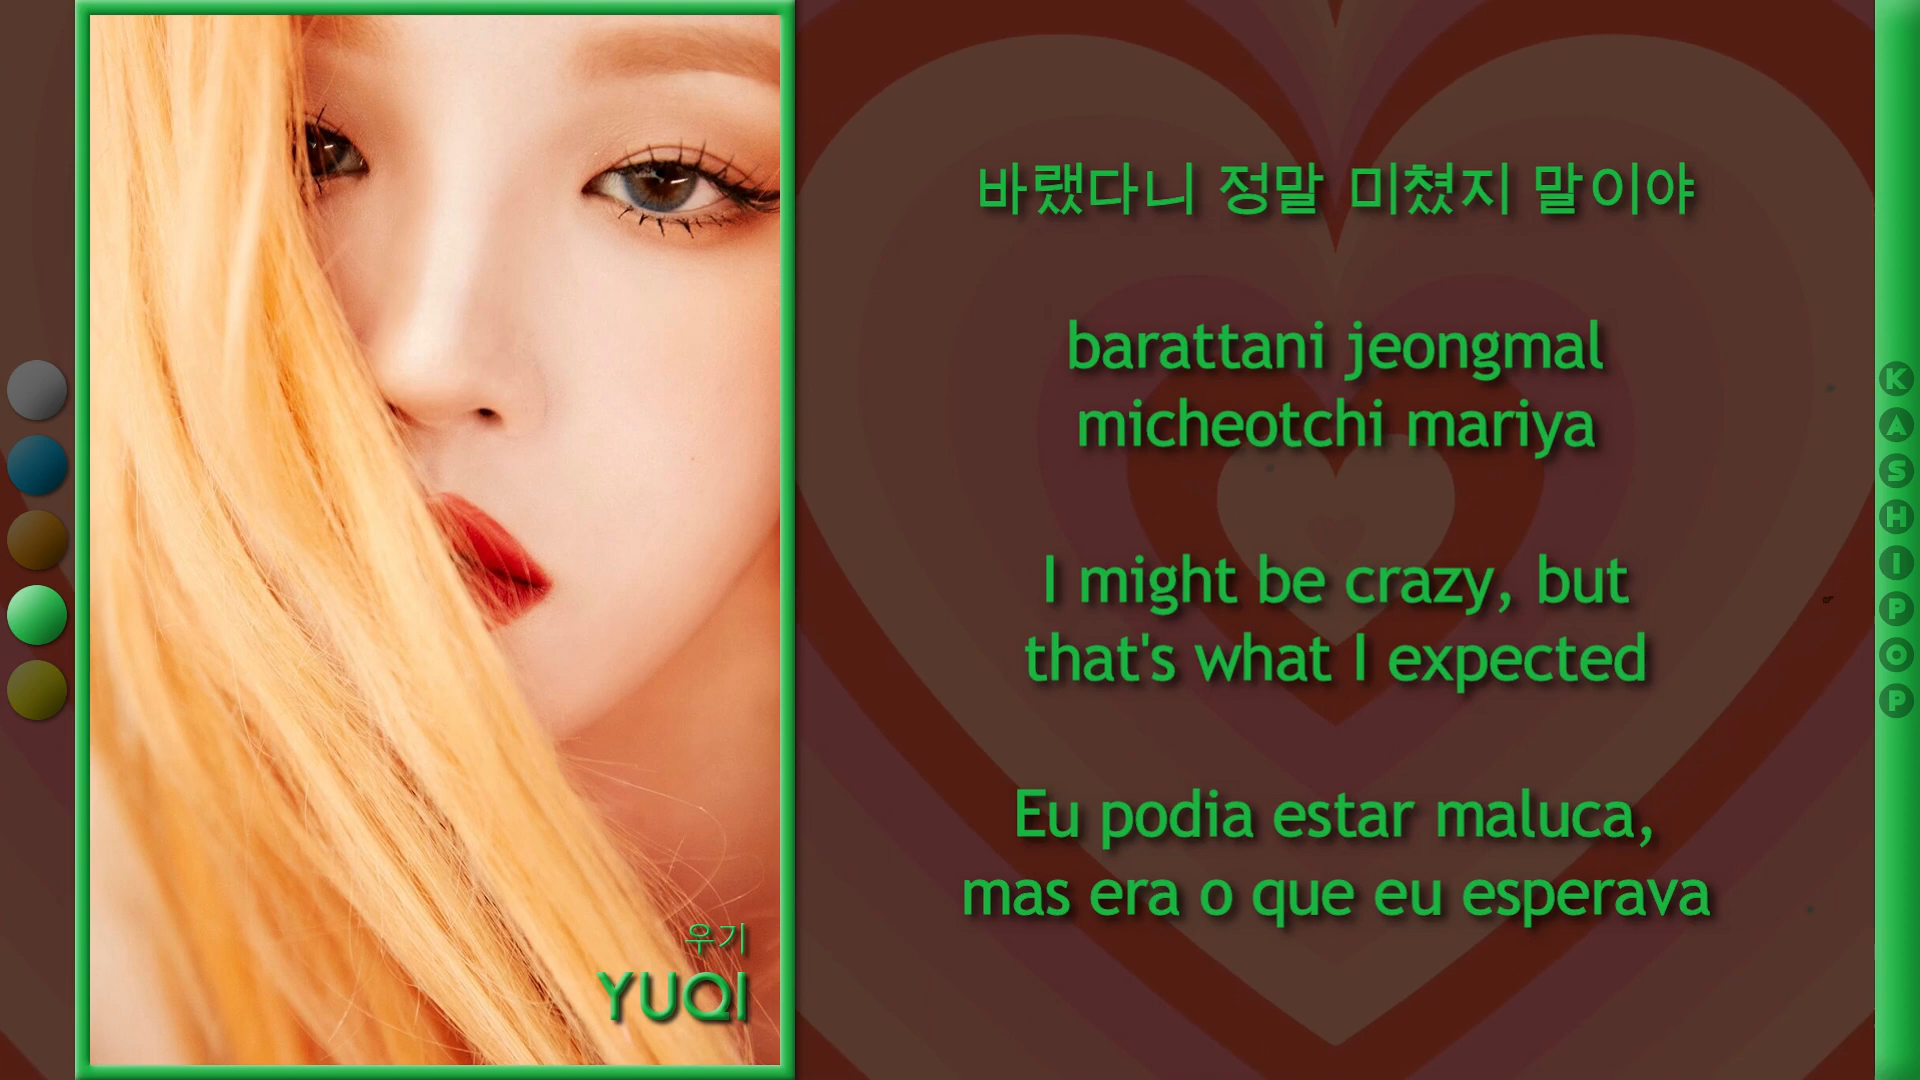 바랬다니 정말 미쳤지 말이야
barattani jeongmal
micheotchi mariya
I might be crazy, but
that's what I expected
Eu podia estar maluca,
mas era o que eu esperava
우기
YUQI
KASHIPOP